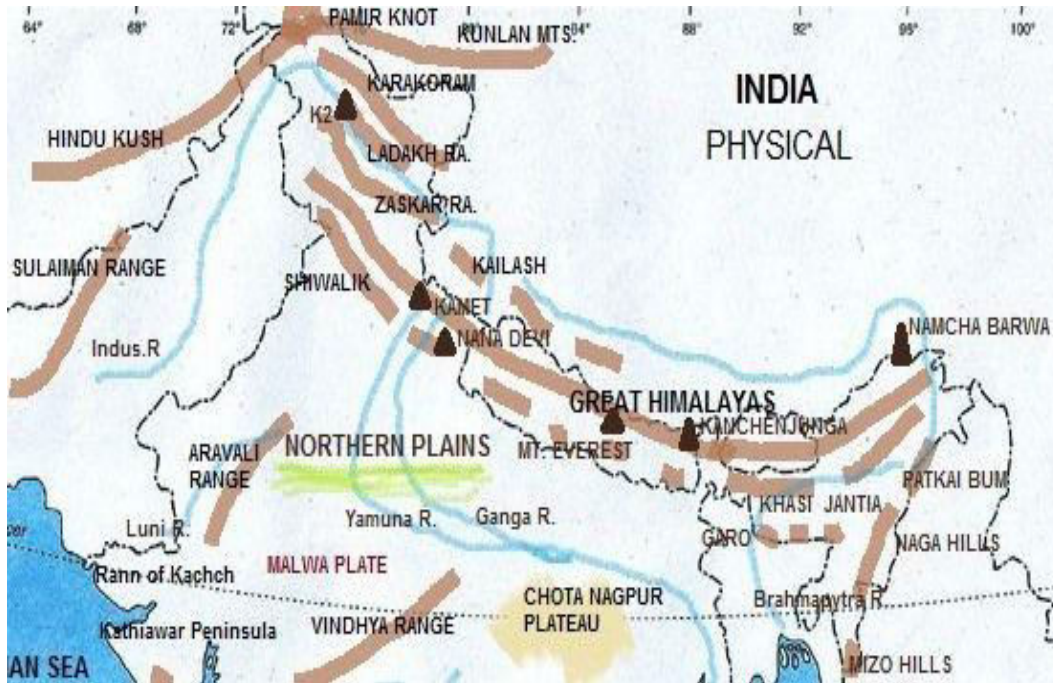 64° 68° 72° 84° 88° 92° 96° 100°
PAMIR KNOT
KUNLAN MTS.
KARAKORAM
INDIA
PHYSICAL
K2
HINDU KUSH
LADAKH RA.
ZASKAR RA.
SULAIMAN RANGE
SHIWALIK
KAILASH
KAMET
NAMCHA BARWA
NANA DEVI
Indus.R
GREAT HIMALAYAS
KANCHENJUNGA
NORTHERN PLAINS
MT. EVEREST
ARAVALI
RANGE
PATKAI BUM
KHASI JANTIA
Luni R.
Yamuna R.
Ganga R.
GARO
NAGA HILLS
MALWA PLATE
Rann of Kachch
CHOTA NAGPUR
PLATEAU
Brahmapytra R
Kathiawar Peninsula
VINDHYA RANGE
AN SEA
MIZO HILLS